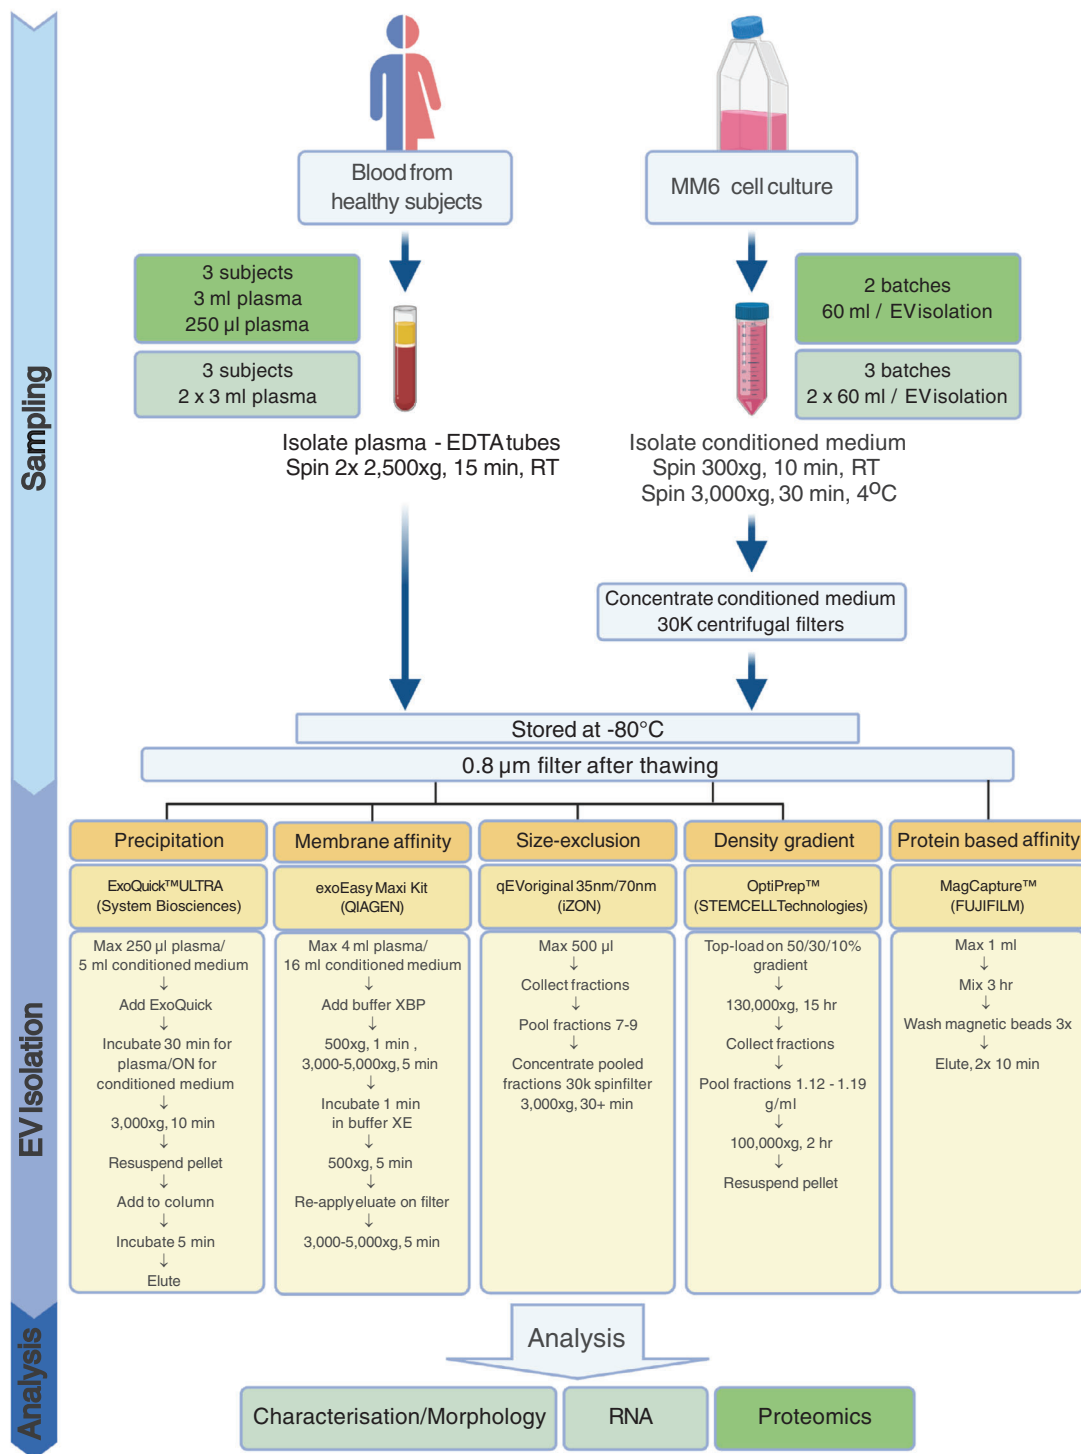 Sampling
Blood from
healthy subjects
MM6 cell culture
3 subjects
3 ml plasma
250 µl plasma
3 subjects
2 x 3 ml plasma
2 batches
60 ml / EV isolation
3 batches
2 x 60 ml / EV isolation
Isolate plasma - EDTA tubes
Spin 2x 2,500xg, 15 min, RT
Isolate conditioned medium
Spin 300xg, 10 min, RT
Spin 3,000xg, 30 min, 4ºC
Concentrate conditioned medium
30K centrifugal filters
Stored at -80°C
0.8 µm filter after thawing
EV Isolation
Precipitation
ExoQuick™ULTRA
(System Biosciences)
Max 250 µl plasma/
5 ml conditioned medium
↓
Add ExoQuick
↓
Incubate 30 min for
plasma/ON for
conditioned medium
↓
3,000xg, 10 min
↓
Resuspend pellet
↓
Add to column
↓
Incubate 5 min
↓
Elute
Membrane affinity
exoEasy Maxi Kit
(QIAGEN)
Max 4 ml plasma/
16 ml conditioned medium
↓
Add buffer XBP
↓
500xg, 1 min ,
3,000-5,000xg, 5 min
↓
Incubate 1 min
in buffer XE
↓
500xg, 5 min
↓
Re-apply eluate on filter
↓
3,000-5,000xg, 5 min
Size-exclusion
qEVoriginal 35nm/70nm
(iZON)
Max 500 µl
↓
Collect fractions
↓
Pool fractions 7-9
↓
Concentrate pooled
fractions 30k spinfilter
3,000xg, 30+ min
Density gradient
OptiPrep™
(STEMCELL Technologies)
Top-load on 50/30/10%
gradient
↓
130,000xg, 15 hr
↓
Collect fractions
↓
Pool fractions 1.12 - 1.19
g/ml
↓
100,000xg, 2 hr
↓
Resuspend pellet
Protein based affinity
MagCapture™
(FUJIFILM)
Max 1 ml
↓
Mix 3 hr
↓
Wash magnetic beads 3x
↓
Elute, 2x 10 min
Analysis
Analysis
Characterisation/Morphology
RNA
Proteomics